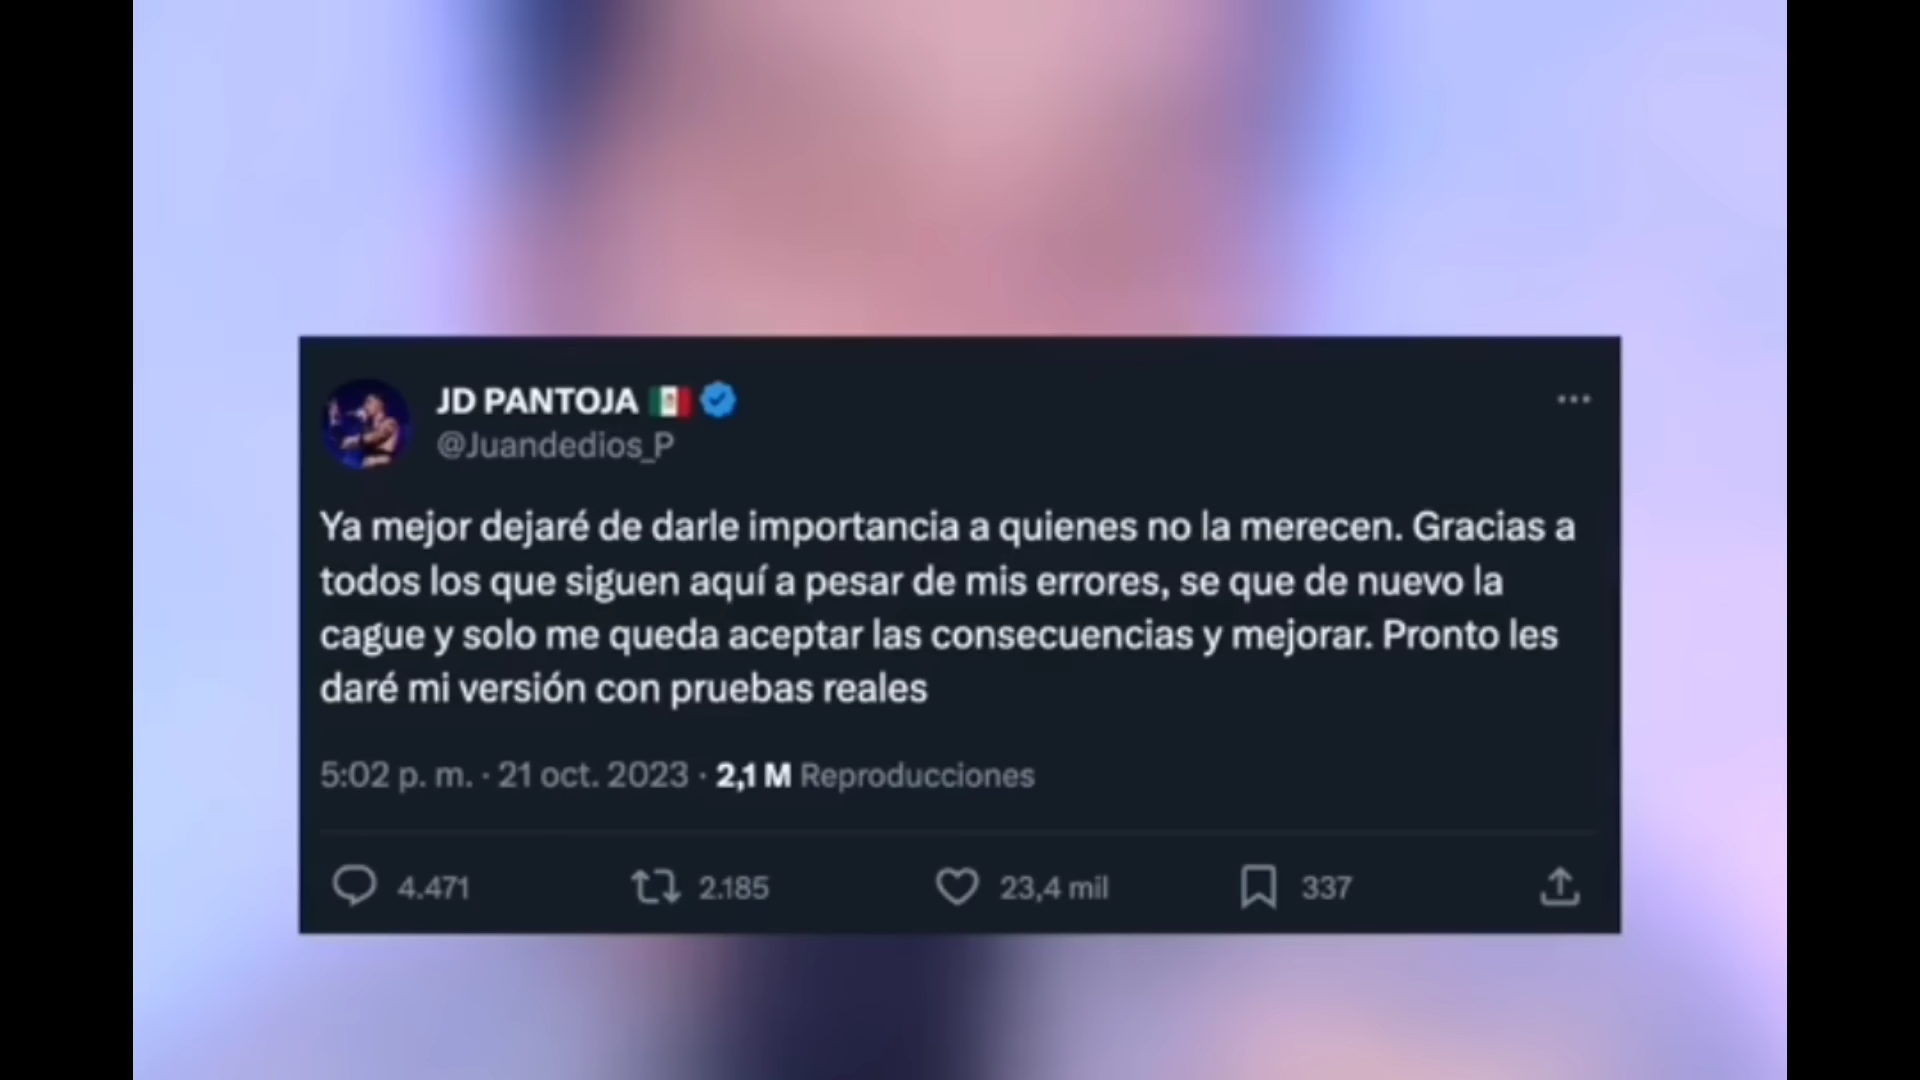 JD PANTOJA 🇲🇽
@Juandedios_P
Ya mejor dejaré de darle importancia a quienes no la merecen. Gracias a
todos los que siguen aquí a pesar de mis errores, se que de nuevo la
cague y solo me queda aceptar las consecuencias y mejorar. Pronto les
daré mi versión con pruebas reales
5:02 p. m. · 21 oct. 2023 · 2,1 M Reproducciones
4.471 2.185 23,4 mil 337